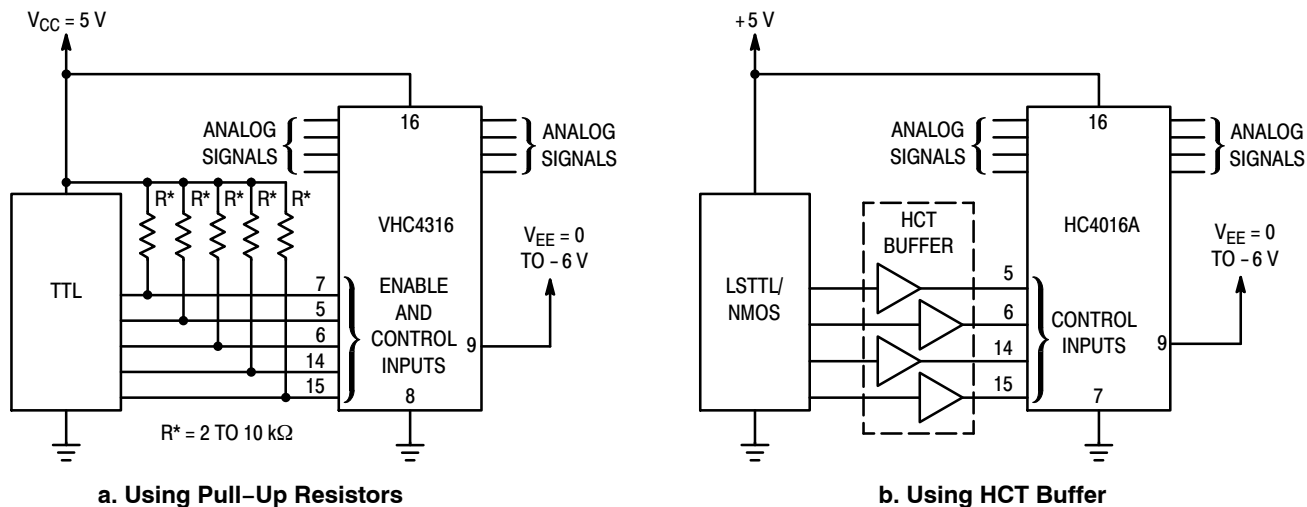 VCC = 5 V
16
ANALOG
SIGNALS
ANALOG
SIGNALS
R* R* R* R* R*
VHC4316
VEE = 0
TO −6 V
TTL
7
5
6
14
15
ENABLE
AND
CONTROL
INPUTS
9
8
R* = 2 TO 10 kΩ
a. Using Pull−Up Resistors
+5 V
16
ANALOG
SIGNALS
ANALOG
SIGNALS
HCT
BUFFER
HC4016A
VEE = 0
TO −6 V
LSTTL/
NMOS
5
6
14
15
CONTROL
INPUTS
9
7
b. Using HCT Buffer